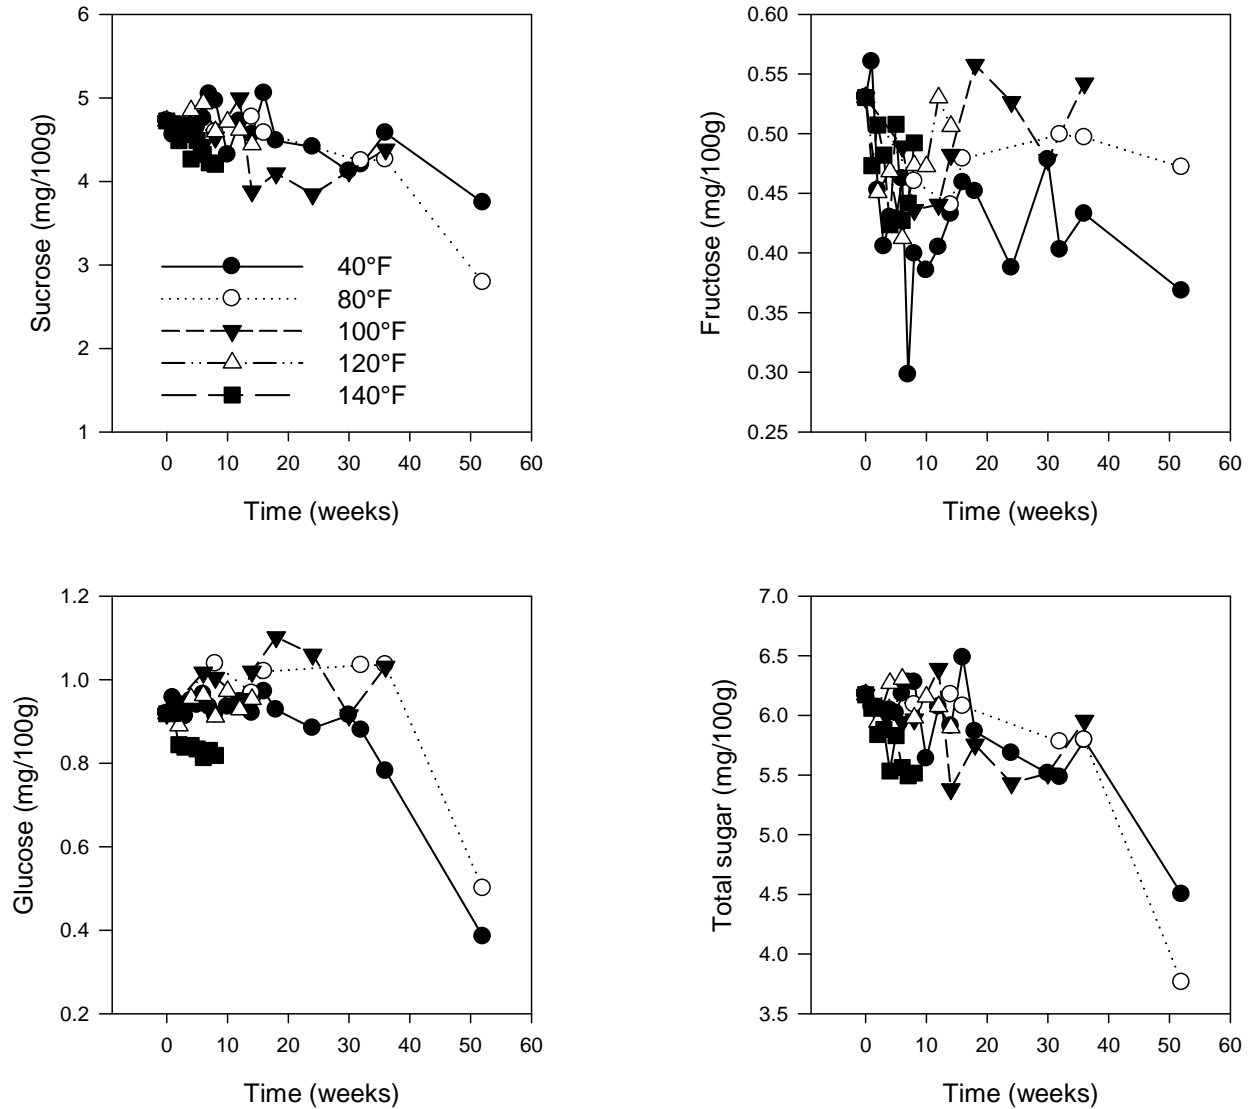 6
5
4
3
2
1
Sucrose (mg/100g)
40°F
80°F
100°F
120°F
140°F
0 10 20 30 40 50 60
Time (weeks)
0.60
0.55
0.50
0.45
0.40
0.35
0.30
0.25
Fructose (mg/100g)
0 10 20 30 40 50 60
Time (weeks)
1.2
1.0
0.8
0.6
0.4
0.2
Glucose (mg/100g)
0 10 20 30 40 50 60
Time (weeks)
7.0
6.5
6.0
5.5
5.0
4.5
4.0
3.5
Total sugar (mg/100g)
0 10 20 30 40 50 60
Time (weeks)